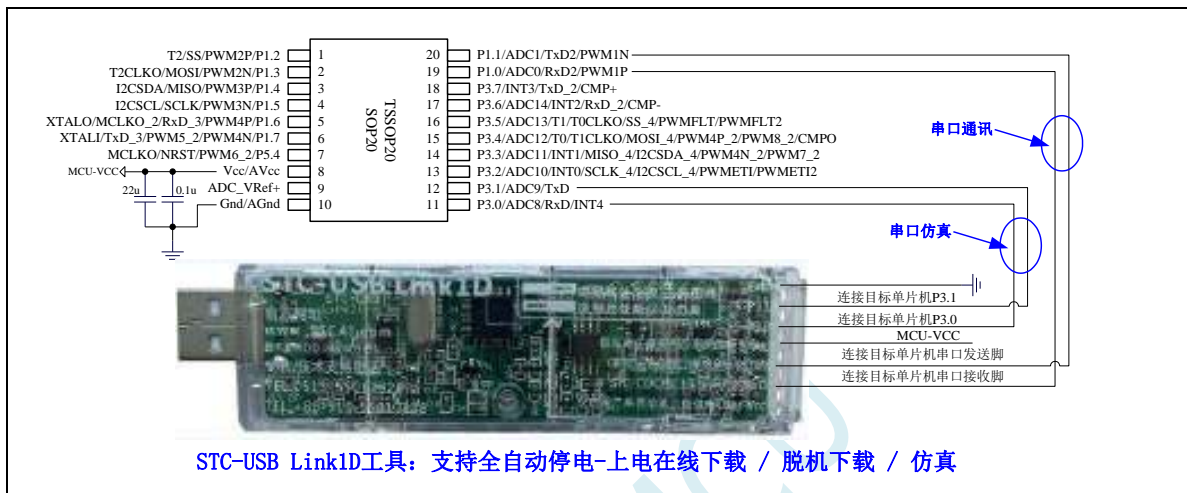 T2/SS/PWM2P/P1.2 1
T2CLKO/MOSI/PWM2N/P1.3 2
I2CSDA/MISO/PWM3P/P1.4 3
I2CSCL/SCLK/PWM3N/P1.5 4
XTALO/MCLKO_2/RxD_3/PWM4P/P1.6 5
XTALI/TxD_3/PWM5_2/PWM4N/P1.7 6
MCLKO/NRST/PWM6_2/P5.4 7
MCU-VCC Vcc/AVcc 8
22u 0.1u ADC_VRef+ 9
Gnd/AGnd 10
TSSOP20
SOP20
20 P1.1/ADC1/TxD2/PWM1N
19 P1.0/ADC0/RxD2/PWM1P
18 P3.7/INT3/TxD_2/CMP+
17 P3.6/ADC14/INT2/RxD_2/CMP-
16 P3.5/ADC13/T1/T0CLKO/SS_4/PWMFLT/PWMFLT2
15 P3.4/ADC12/T0/T1CLKO/MOSI_4/PWM4P_2/PWM8_2/CMPO
14 P3.3/ADC11/INT1/MISO_4/I2CSDA_4/PWM4N_2/PWM7_2
13 P3.2/ADC10/INT0/SCLK_4/I2CSCL_4/PWMETI/PWMETI2
12 P3.1/ADC9/TxD
11 P3.0/ADC8/RxD/INT4
串口通讯
串口仿真
STC-USB Link1D
连接目标单片机P3.1
连接目标单片机P3.0
MCU-VCC
连接目标单片机串口发送脚
连接目标单片机串口接收脚
STC-USB Link1D工具：支持全自动停电-上电在线下载 / 脱机下载 / 仿真